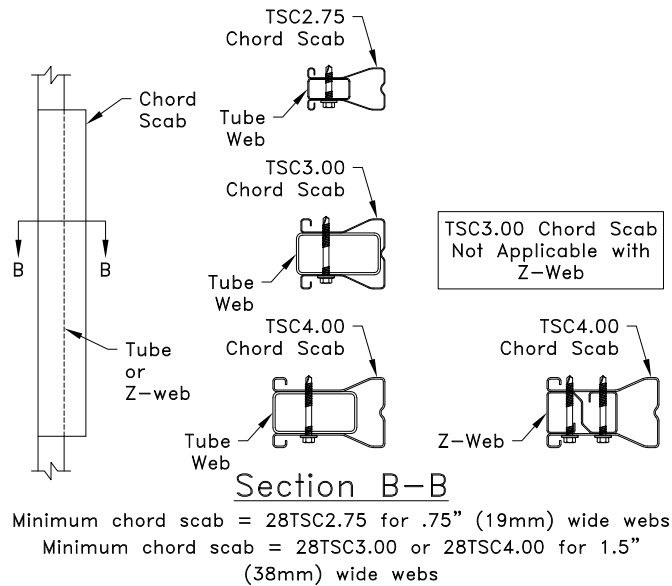 TSC2.75
Chord Scab
Chord
Scab
Tube
Web
TSC3.00
Chord Scab
TSC3.00 Chord Scab
Not Applicable with
Z-Web
B
B
Tube
Web
TSC4.00
Chord Scab
TSC4.00
Chord Scab
Tube
or
Z-web
Tube
Web
Z-Web
Section B-B
Minimum chord scab = 28TSC2.75 for .75" (19mm) wide webs
Minimum chord scab = 28TSC3.00 or 28TSC4.00 for 1.5"
(38mm) wide webs